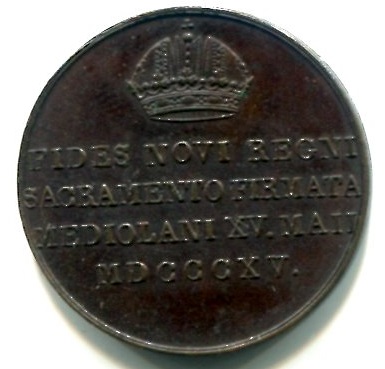 FIDES NOVI REGNI
SACRAMENTO FIRMATA
MEDIOLANI XV. MAII
MDCCCXV.